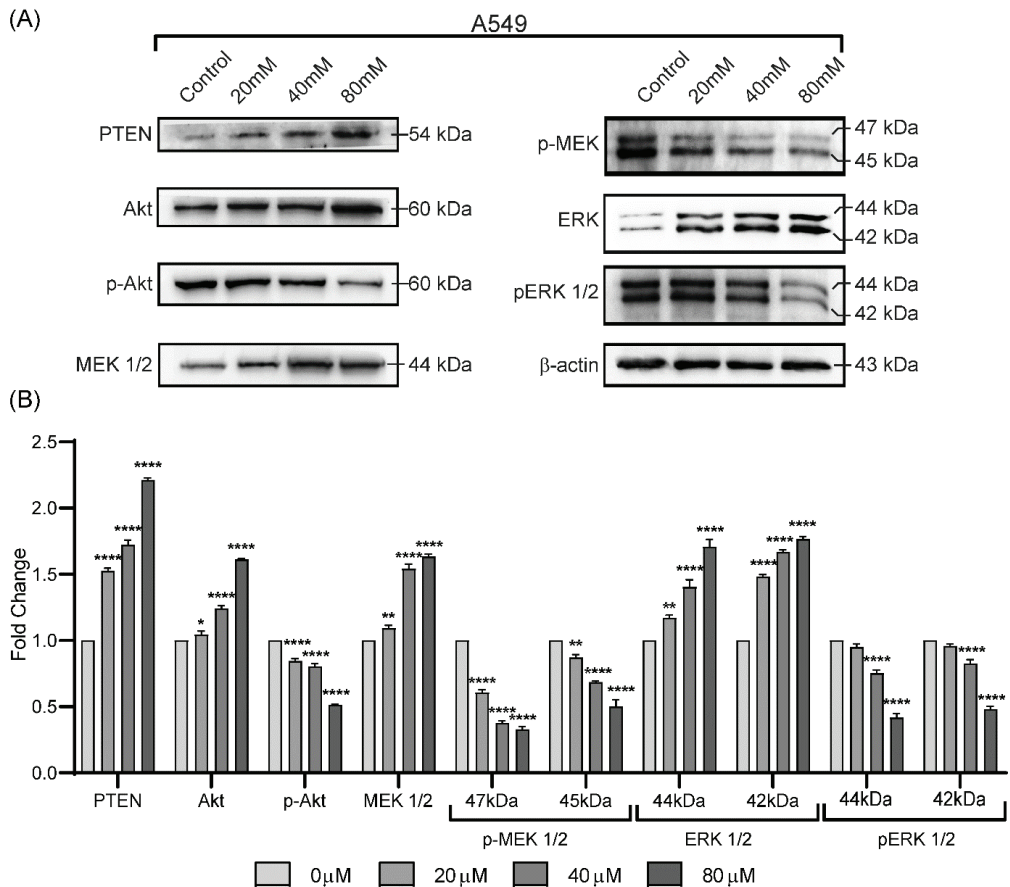 (A)
A549
Control 20mM 40mM 80mM
PTEN 54 kDa
Akt 60 kDa
p-Akt 60 kDa
MEK 1/2 44 kDa
Control 20mM 40mM 80mM
p-MEK 47 kDa
45 kDa
ERK 44 kDa
42 kDa
pERK 1/2 44 kDa
42 kDa
β-actin 43 kDa
(B)
Fold Change
2.5
2.0
1.5
1.0
0.5
0.0
**** **** ****
* **** ****
**** **** ****
** **** ****
**** **** ****
** **** ****
** **** ****
**** **** ****
**** ****
**** ****
PTEN Akt p-Akt MEK 1/2 47kDa 45kDa 44kDa 42kDa 44kDa 42kDa
p-MEK 1/2 ERK 1/2 pERK 1/2
0μM 20μM 40μM 80μM